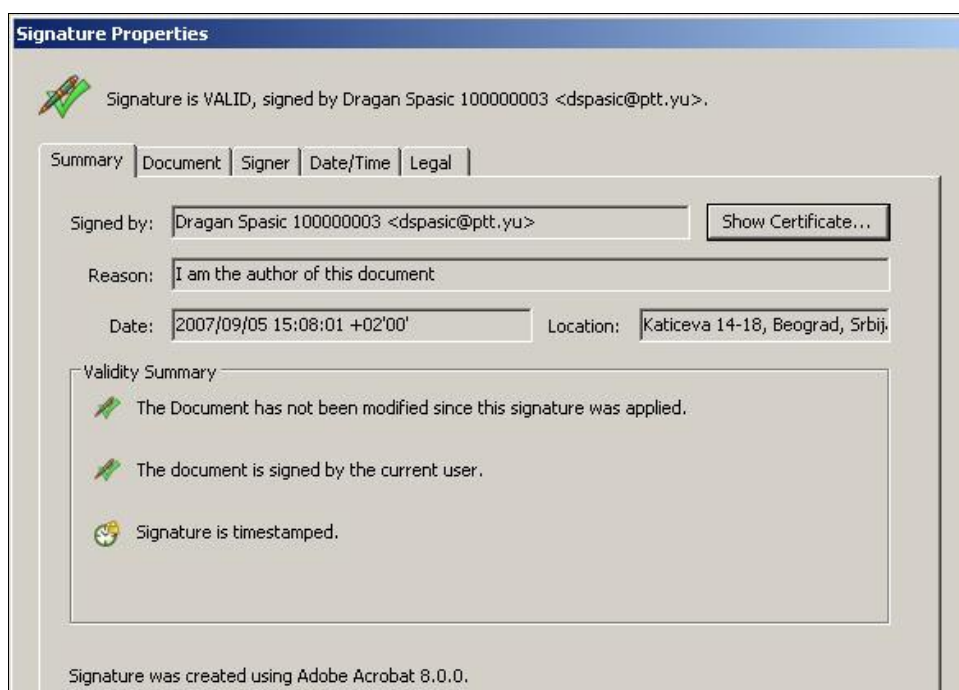 Signature Properties
Signature is VALID, signed by Dragan Spasic 100000003 <dspasic@ptt.yu>.
Summary Document Signer Date/Time Legal
Signed by: Dragan Spasic 100000003 <dspasic@ptt.yu> Show Certificate...
Reason: I am the author of this document
Date: 2007/09/05 15:08:01 +02'00' Location: Katiceva 14-18, Beograd, Srbij
Validity Summary
The Document has not been modified since this signature was applied.
The document is signed by the current user.
Signature is timestamped.
Signature was created using Adobe Acrobat 8.0.0.